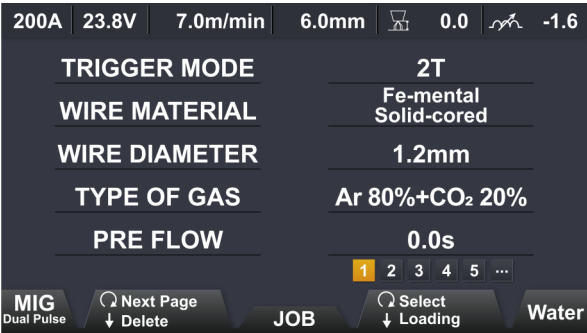 200A 23.8V 7.0m/min 6.0mm 0.0 -1.6
TRIGGER MODE 2T
WIRE MATERIAL Fe-mental Solid-cored
WIRE DIAMETER 1.2mm
TYPE OF GAS Ar 80%+CO₂ 20%
PRE FLOW 0.0s
1 2 3 4 5 ...
MIG Dual Pulse
Next Page
↓ Delete
JOB
Select
↓ Loading
Water